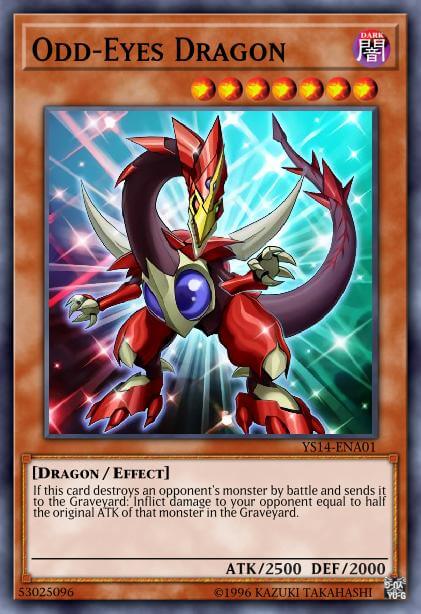 Odd-Eyes Dragon
DARK
闇
YS14-ENA01
[Dragon / Effect]
If this card destroys an opponent's monster by battle and sends it
to the Graveyard: Inflict damage to your opponent equal to half
the original ATK of that monster in the Graveyard.
ATK/2500 DEF/2000
53025096
©1996 KAZUKI TAKAHASHI